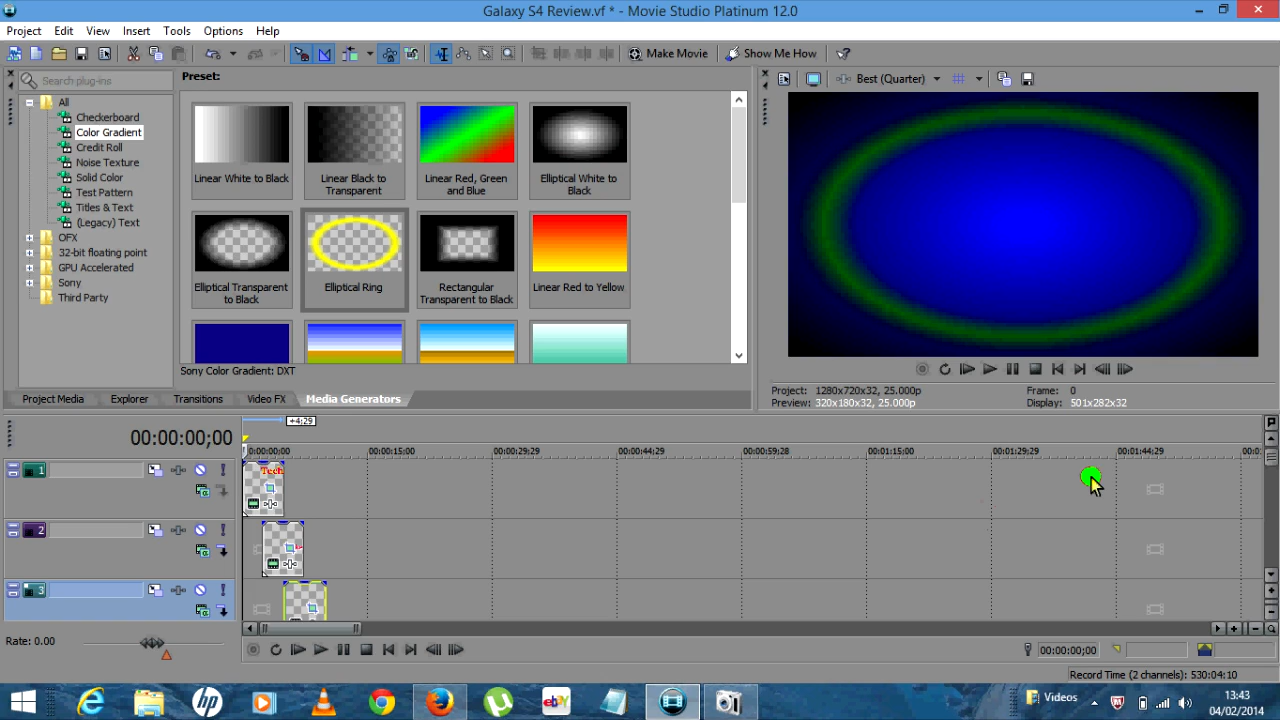 Galaxy S4 Review.vf * - Movie Studio Platinum 12.0
Project Edit View Insert Tools Options Help
Make Movie
Show Me How
Search plug-ins
All
Checkerboard
Color Gradient
Credit Roll
Noise Texture
Solid Color
Test Pattern
Titles & Text
(Legacy) Text
OFX
32-bit floating point
GPU Accelerated
Sony
Third Party
Preset:
Linear White to Black
Linear Black to
Transparent
Linear Red, Green
and Blue
Elliptical White to
Black
Elliptical Transparent
to Black
Elliptical Ring
Rectangular
Transparent to Black
Linear Red to Yellow
Sony Color Gradient: DXT
Project Media Explorer Transitions Video FX Media Generators
Best (Quarter)
Project: 1280x720x32, 25.000p
Preview: 320x180x32, 25.000p
Frame: 0
Display: 501x282x32
00:00:00;00
+4;29
0:00:00;00 00:00:15;00 00:00:29;29 00:00:44;29 00:00:59;28 00:01:15;00 00:01:29;29 00:01:44;29
1
Tech
2
3
Rate: 0.00
00:00:00;00
Record Time (2 channels): 530:04:10
hp
ebay
Videos
13:43
04/02/2014